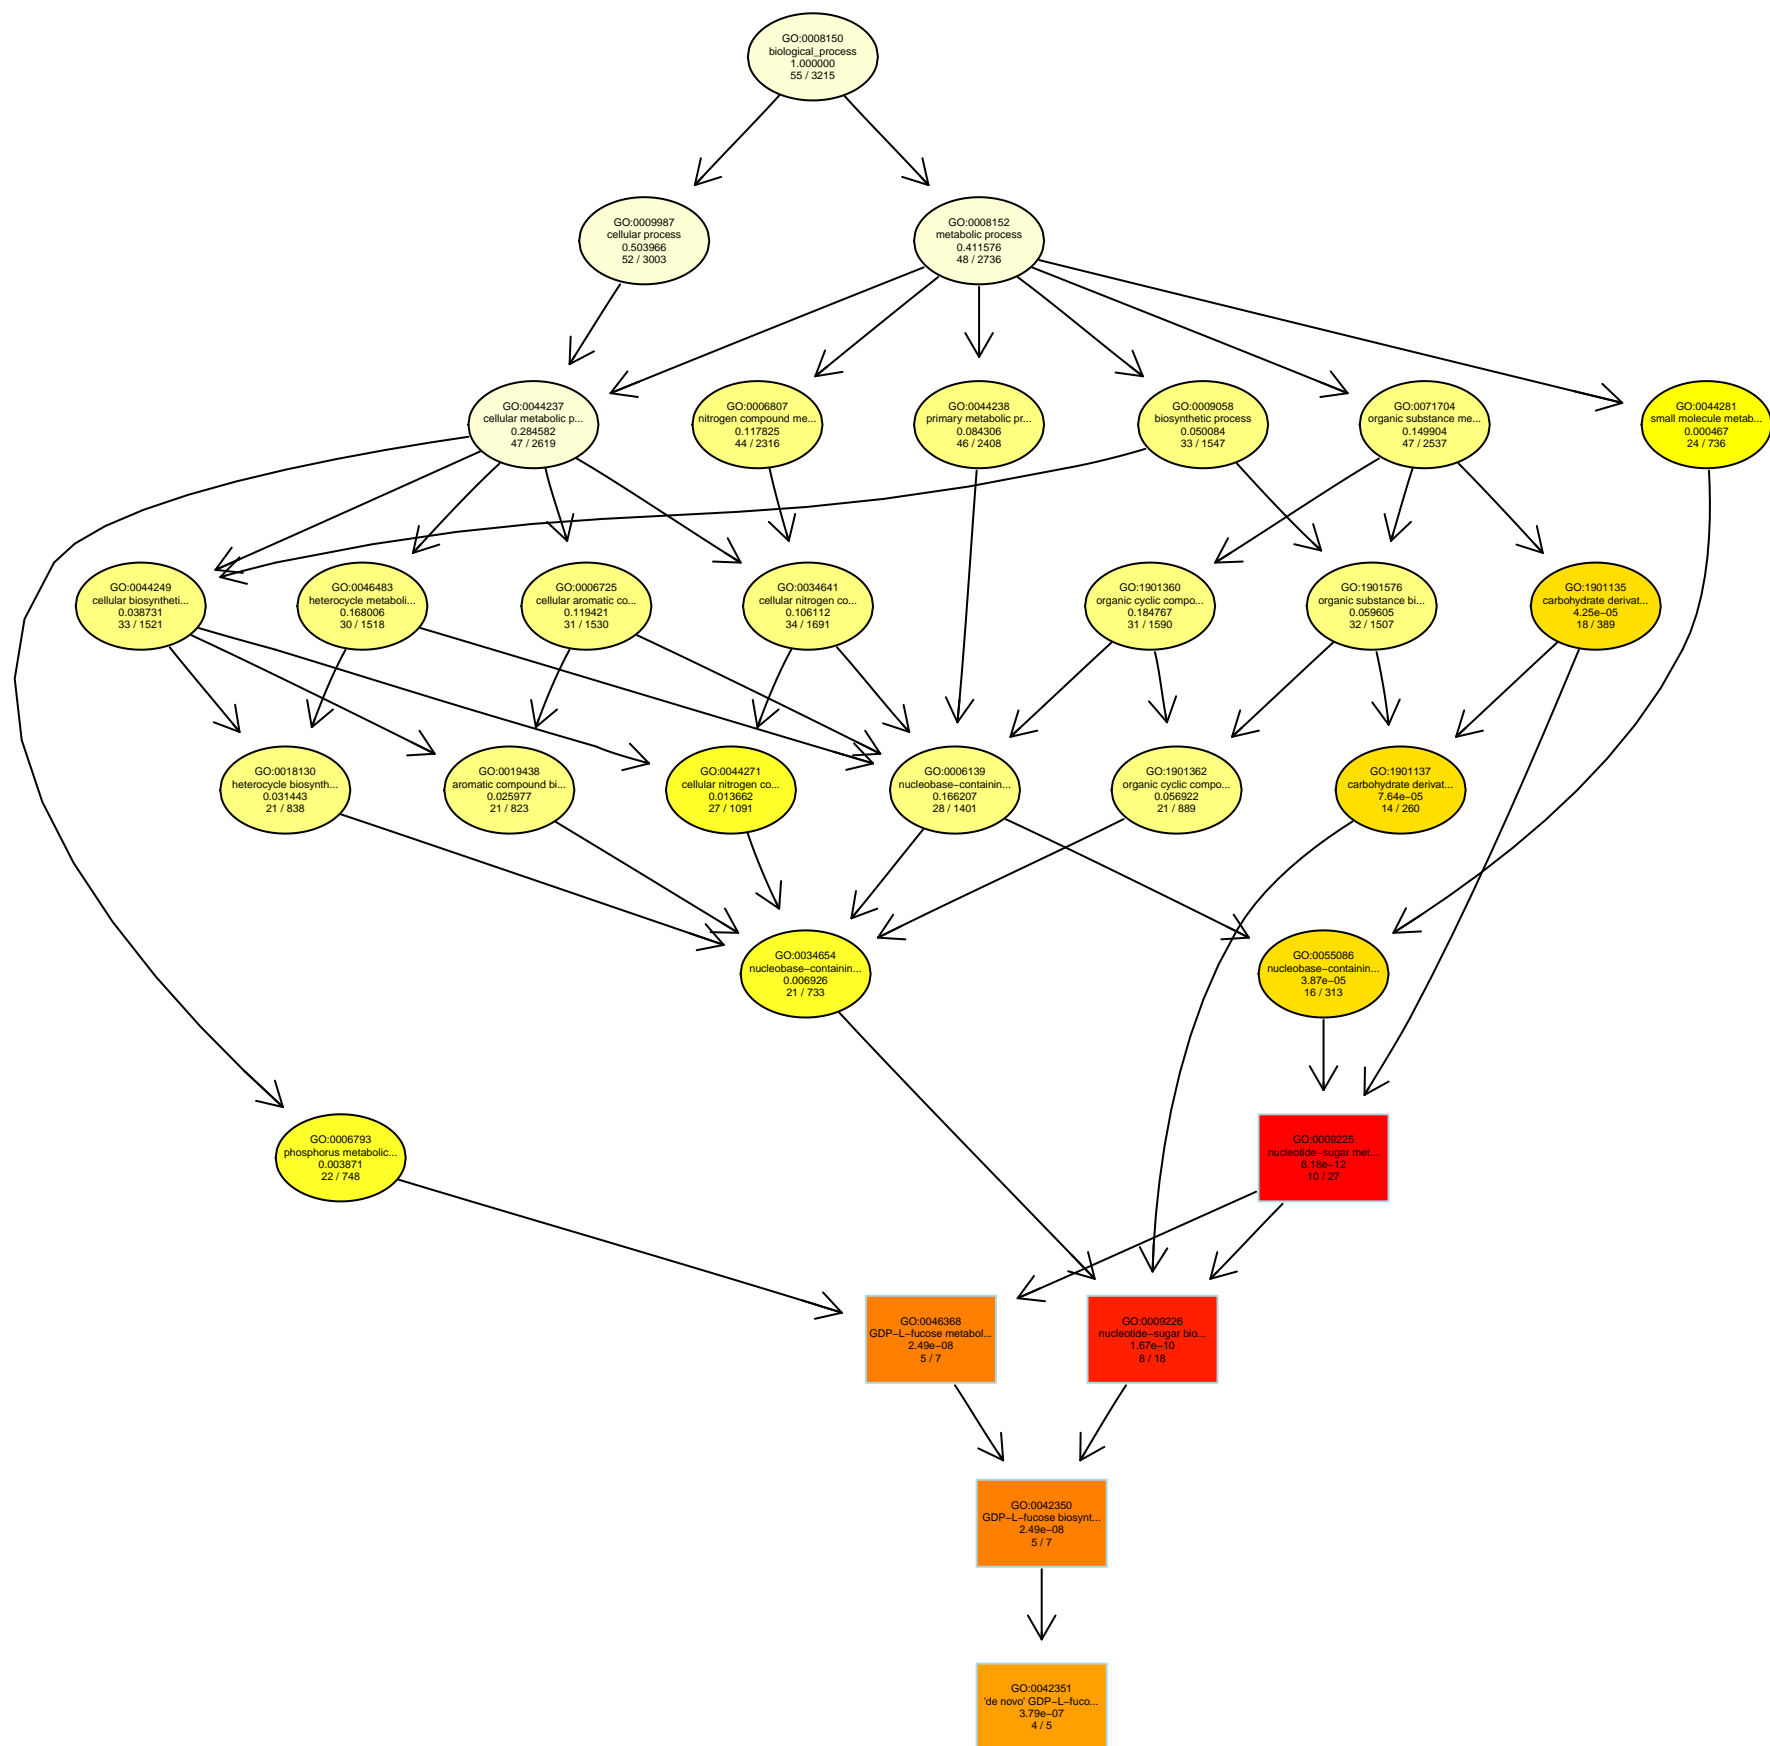 GO:0008150
biological_process
1.000000
55 / 3215
GO:0009987
cellular process
0.503966
52 / 3003
GO:0008152
metabolic process
0.411576
48 / 2736
GO:0044237
cellular metabolic p...
0.284582
47 / 2619
GO:0006807
nitrogen compound me...
0.117825
44 / 2316
GO:0044238
primary metabolic pr...
0.084306
46 / 2408
GO:0009058
biosynthetic process
0.050084
33 / 1547
GO:0071704
organic substance me...
0.149904
47 / 2537
GO:0044281
small molecule metab...
0.000467
24 / 736
GO:0044249
cellular biosyntheti...
0.038731
33 / 1521
GO:0046483
heterocycle metaboli...
0.168006
30 / 1518
GO:0006725
cellular aromatic co...
0.119421
31 / 1530
GO:0034641
cellular nitrogen co...
0.106112
34 / 1691
GO:1901360
organic cyclic compo...
0.184767
31 / 1590
GO:1901576
organic substance bi...
0.059605
32 / 1507
GO:1901135
carbohydrate derivat...
4.25e−05
18 / 389
GO:0018130
heterocycle biosynth...
0.031443
21 / 838
GO:0019438
aromatic compound bi...
0.025977
21 / 823
GO:0044271
cellular nitrogen co...
0.013662
27 / 1091
GO:0006139
nucleobase−containin...
0.166207
28 / 1401
GO:1901362
organic cyclic compo...
0.056922
21 / 889
GO:1901137
carbohydrate derivat...
7.64e−05
14 / 260
GO:0034654
nucleobase−containin...
0.006926
21 / 733
GO:0055086
nucleobase−containin...
3.87e−05
16 / 313
GO:0006793
phosphorus metabolic...
0.003871
22 / 748
GO:0009225
nucleotide−sugar met...
6.18e−12
10 / 27
GO:0046368
GDP−L−fucose metabol...
2.49e−08
5 / 7
GO:0009226
nucleotide−sugar bio...
1.67e−10
8 / 18
GO:0042350
GDP−L−fucose biosynt...
2.49e−08
5 / 7
GO:0042351
'de novo' GDP−L−fuco...
3.79e−07
4 / 5